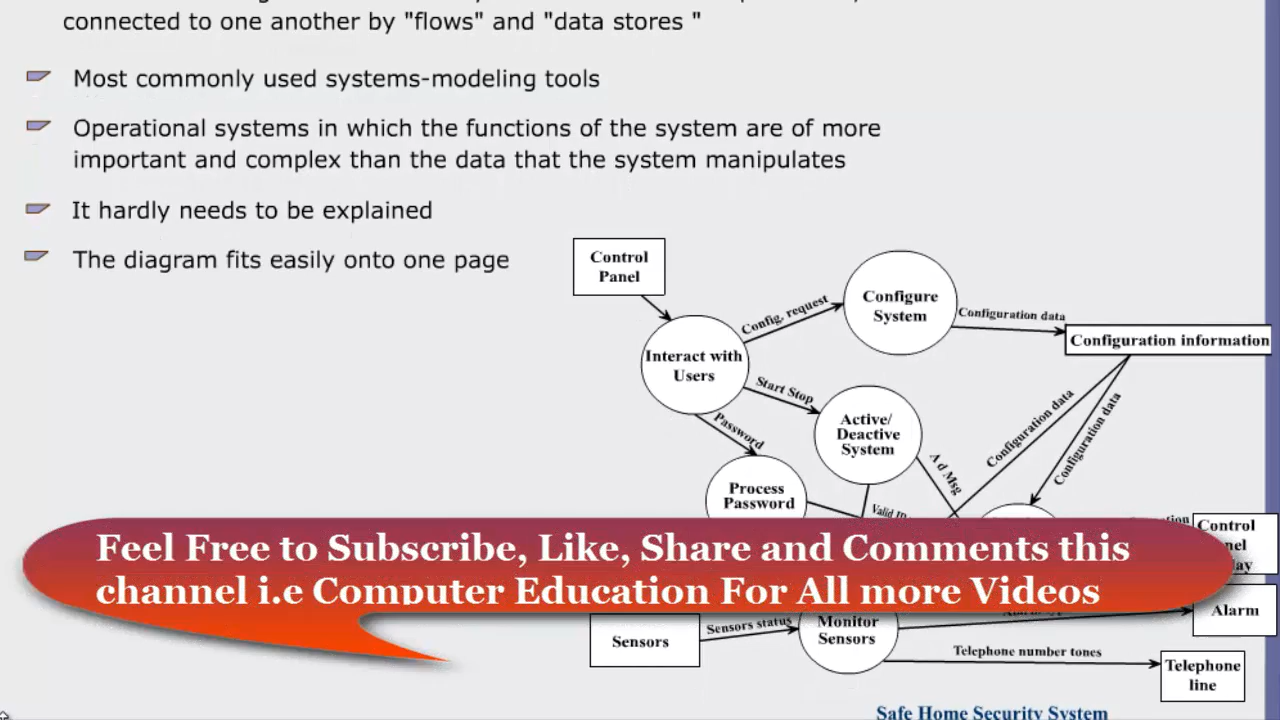 connected to one another by "flows" and "data stores "
Most commonly used systems-modeling tools
Operational systems in which the functions of the system are of more
important and complex than the data that the system manipulates
It hardly needs to be explained
The diagram fits easily onto one page
Control
Panel
Configure
System
Config, request
Configuration data
Configuration information
Interact with
Users
Start Stop
Password
Active/
Deactive
System
A d Msg
Configuration data
Configuration data
Process
Password
Valid
Control
Feel Free to Subscribe, Like, Share and Comments this
channel i.e Computer Education For All more Videos
Sensors
Sensors status
Monitor
Sensors
Alarm
Telephone number tones
Telephone
line
Safe Home Security System